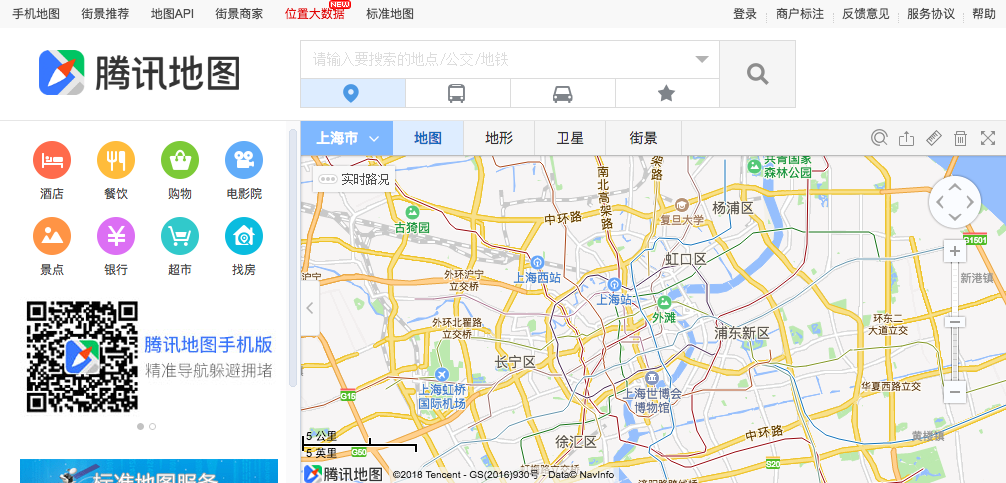 手机地图 街景推荐 地图API 街景商家 位置大数据 NEW 标准地图 登录 商户标注 反馈意见 服务协议 帮助
腾讯地图
请输入要搜索的地点/公交/地铁
上海市 地图 地形 卫星 街景
酒店 餐饮 购物 电影院
景点 银行 超市 找房
腾讯地图手机版
精准导航躲避拥堵
标准地图服务
实时路况
共青国家
森林公园
南北高架路
中环路
杨浦区
复旦大学
古猗园
G1501
虹口区
上海西站
外环沪宁
立交桥
新港镇
上海站
外滩
外环北翟路
立交桥
环东二
大道立交
浦东新区
长宁区
上海虹桥
国际机场
G15
上海世博会
博物馆
华夏西路立交
黄楼镇
中环路
徐汇区
5 公里
5 英里
G50
S20
腾讯地图 ©2018 Tencent - GS(2016)930号 - Data© NavInfo